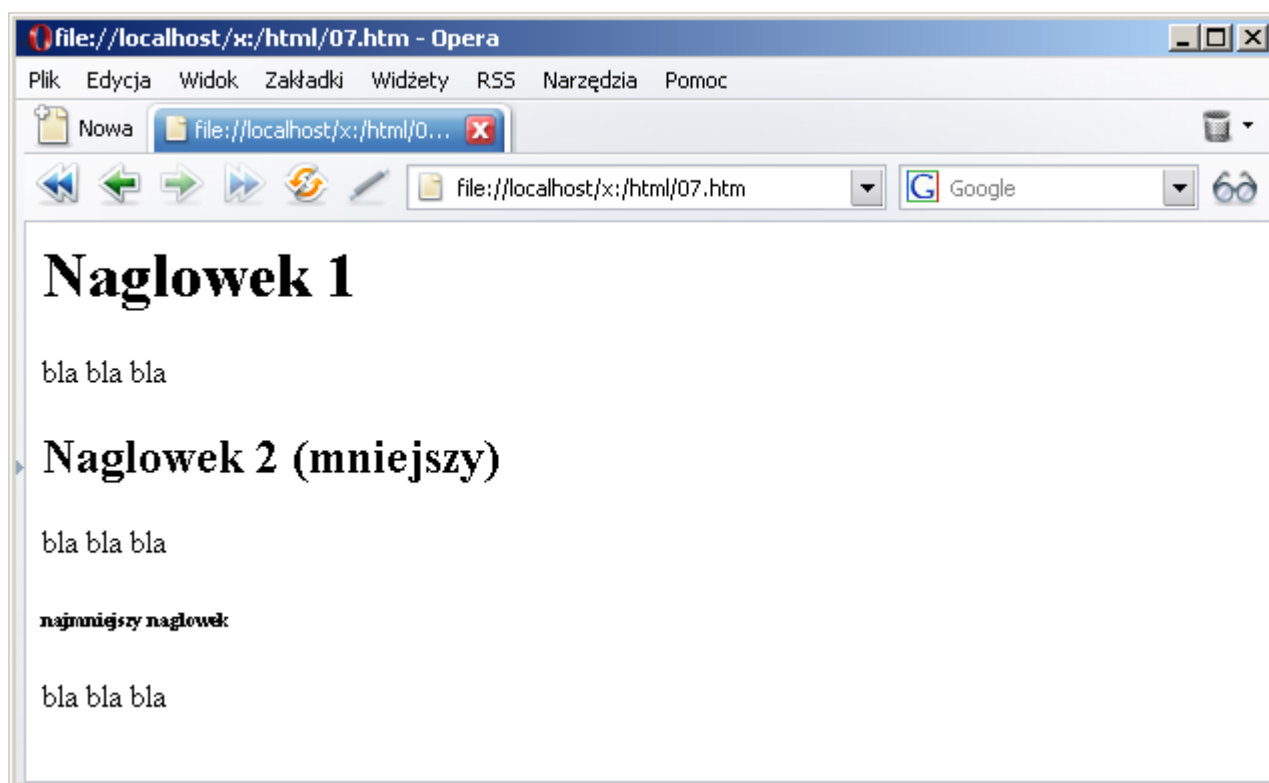 file://localhost/x:/html/07.htm - Opera
Plik Edycja Widok Zakładki Widżety RSS Narzędzia Pomoc
Nowa file://localhost/x:/html/0...
file://localhost/x:/html/07.htm Google
Naglowek 1
bla bla bla
Naglowek 2 (mniejszy)
bla bla bla
najmniejszy naglowek
bla bla bla